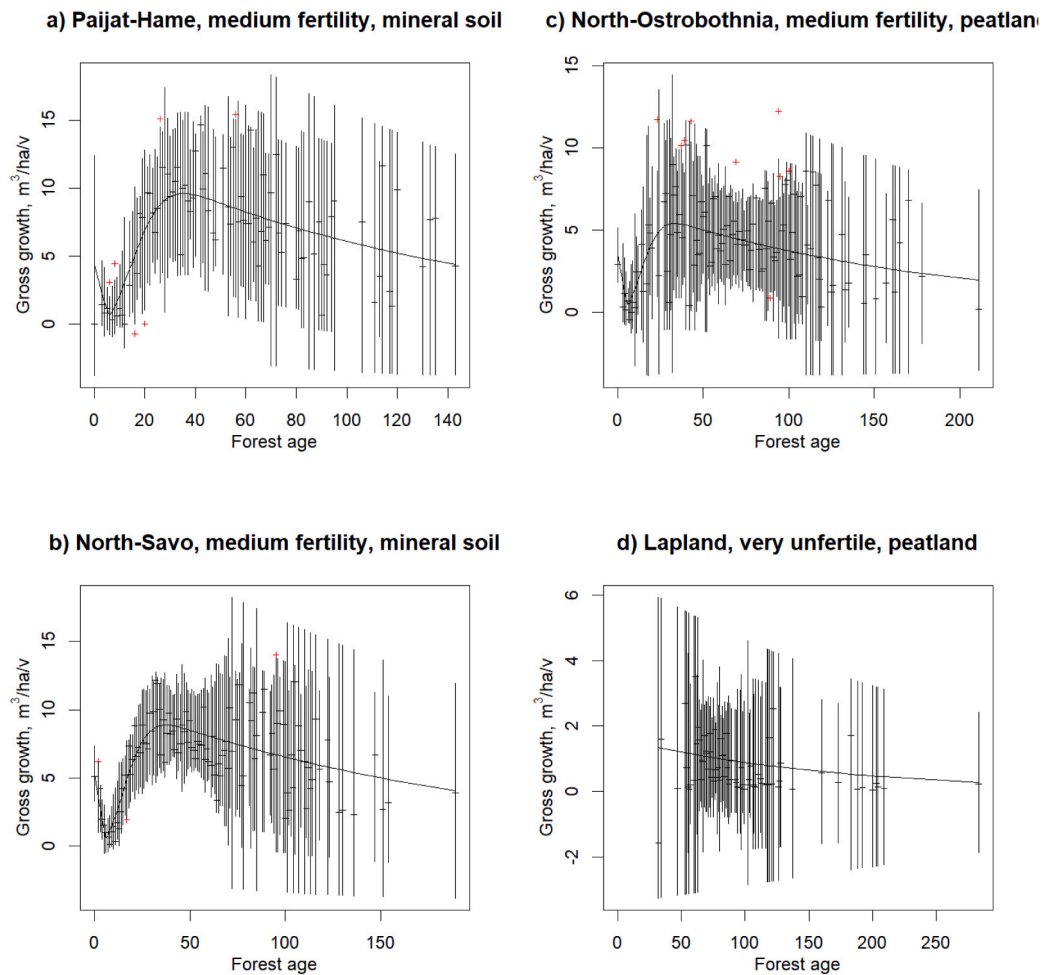 a) Paijat-Hame, medium fertility, mineral soil
Gross growth, m³/ha/v
15
10
5
0
0 20 40 60 80 100 120 140
Forest age
c) North-Ostrobothnia, medium fertility, peatland
Gross growth, m³/ha/v
15
10
5
0
0 50 100 150 200
Forest age
b) North-Savo, medium fertility, mineral soil
Gross growth, m³/ha/v
15
10
5
0
0 50 100 150
Forest age
d) Lapland, very unfertile, peatland
Gross growth, m³/ha/v
6
4
2
0
-2
0 50 100 150 200 250
Forest age